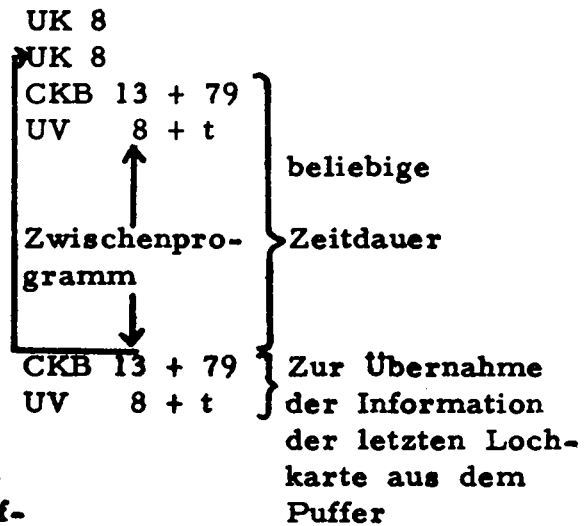 UK 8
UK 8
CKB 13 + 79
UV 8 + t
beliebige
Zwischenpro-
gramm
Zeitdauer
CKB 13 + 79
UV 8 + t
Zur Übernahme
der Information
der letzten Loch-
karte aus dem
Puffer
f-